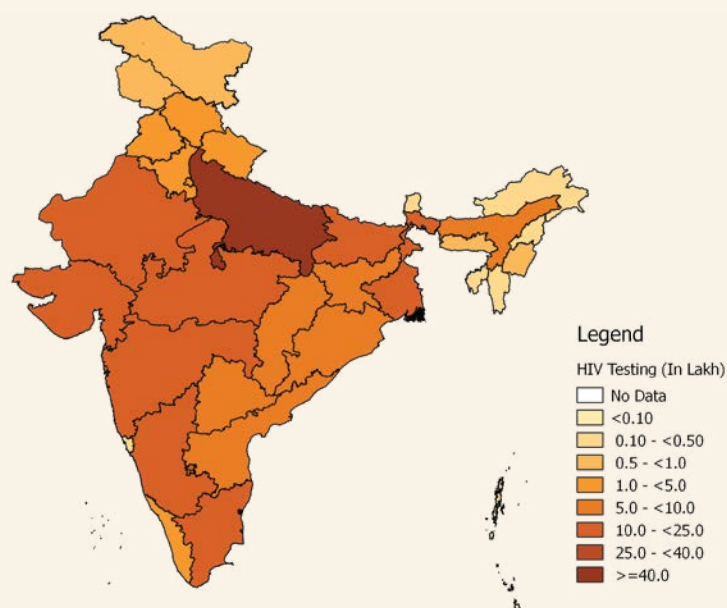 Legend
HIV Testing (In Lakh)
No Data
<0.10
0.10 - <0.50
0.5 - <1.0
1.0 - <5.0
5.0 - <10.0
10.0 - <25.0
25.0 - <40.0
>=40.0